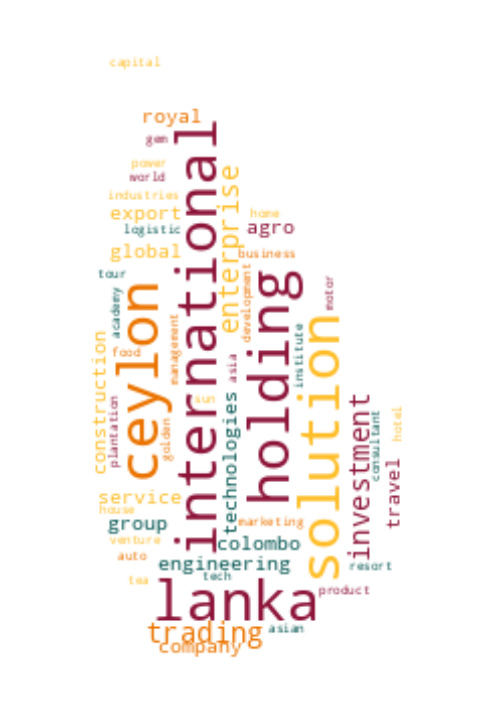 capital
royal
gem
power
world
industries
export
logistic
global
tour
academy
ceylon
international
enterprise
home
agro
business
development
holding
motor
solution
institute
asia
management
food
construction
plantation
golden
sun
technologies
investment
consultant
hotel
travel
service
house
group
marketing
venture
colombo
auto
engineering
resort
tech
tea
lanka
product
trading
asian
company